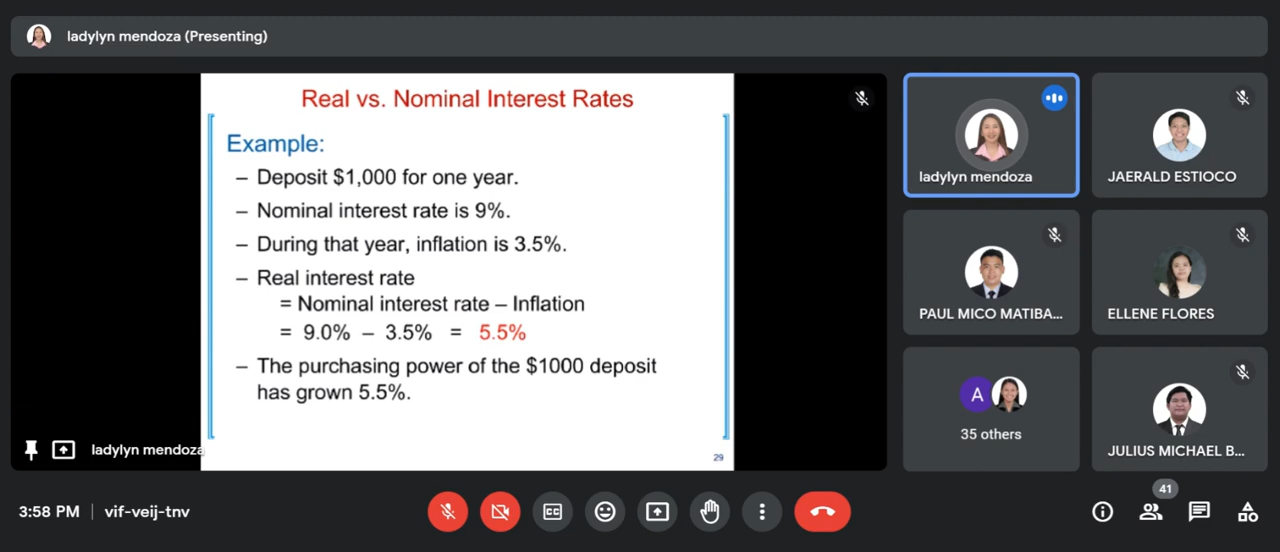 ladylyn mendoza (Presenting)
Real vs. Nominal Interest Rates
Example:
– Deposit $1,000 for one year.
– Nominal interest rate is 9%.
– During that year, inflation is 3.5%.
– Real interest rate
= Nominal interest rate – Inflation
= 9.0% – 3.5% = 5.5%
– The purchasing power of the $1000 deposit
has grown 5.5%.
29
ladylyn mendoza
ladylyn mendoza
JAERALD ESTIOCO
PAUL MICO MATIBA...
ELLENE FLORES
A
35 others
JULIUS MICHAEL B...
3:58 PM | vif-veij-tnv
CC
41